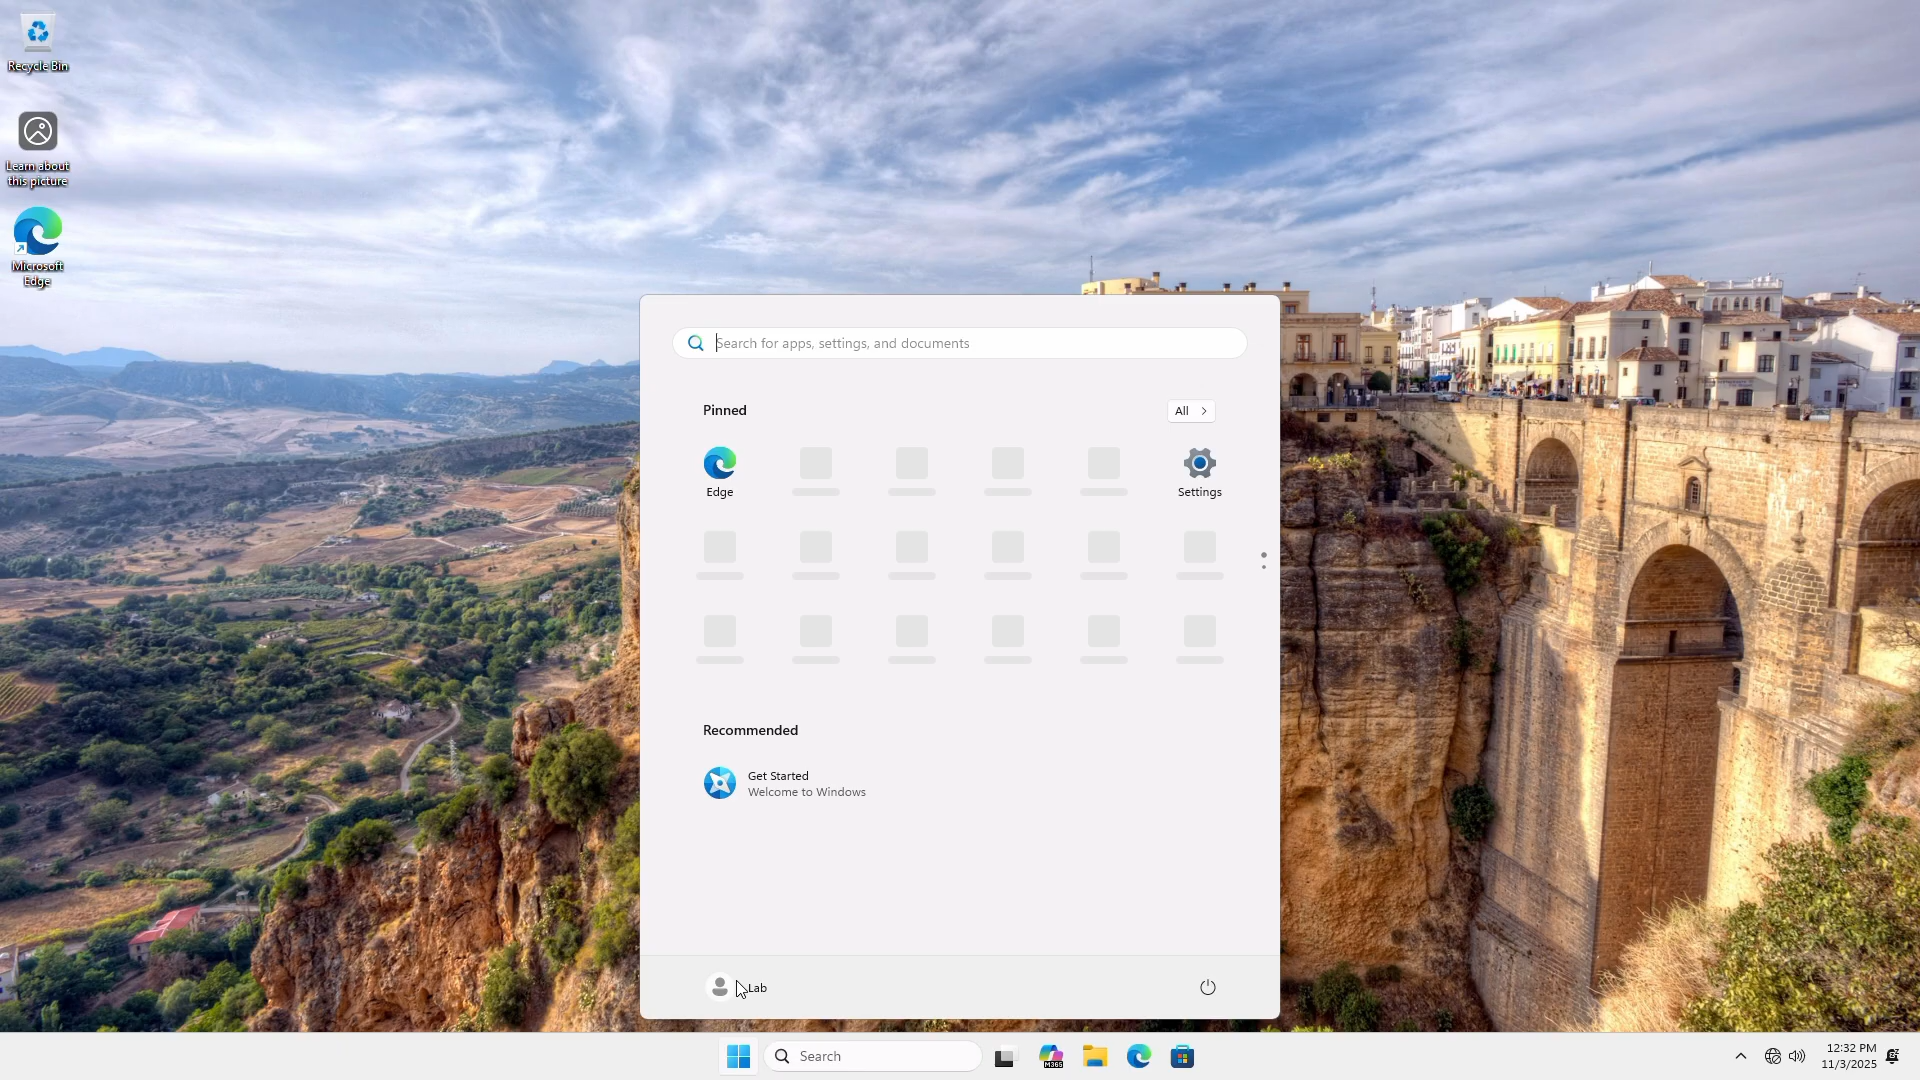 Recycle Bin
Learn about
this picture
Microsoft
Edge
Search for apps, settings, and documents
Pinned
All
Edge
Settings
Recommended
Get Started
Welcome to Windows
Lab
Search
M365
12:32 PM
11/3/2025